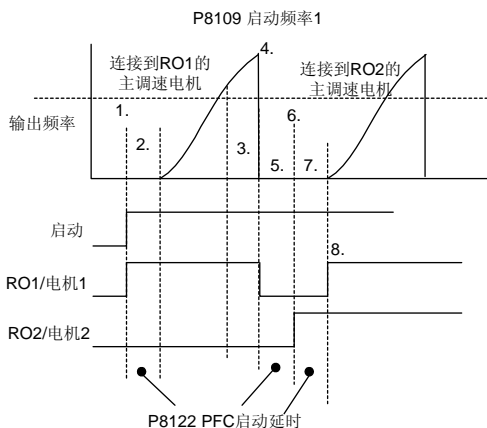 P8109 启动频率1
连接到RO1的
主调速电机
4.
连接到RO2的
主调速电机
输出频率
1.
2.
3.
5.
6.
7.
启动
RO1/电机1
8.
RO2/电机2
P8122 PFC启动延时